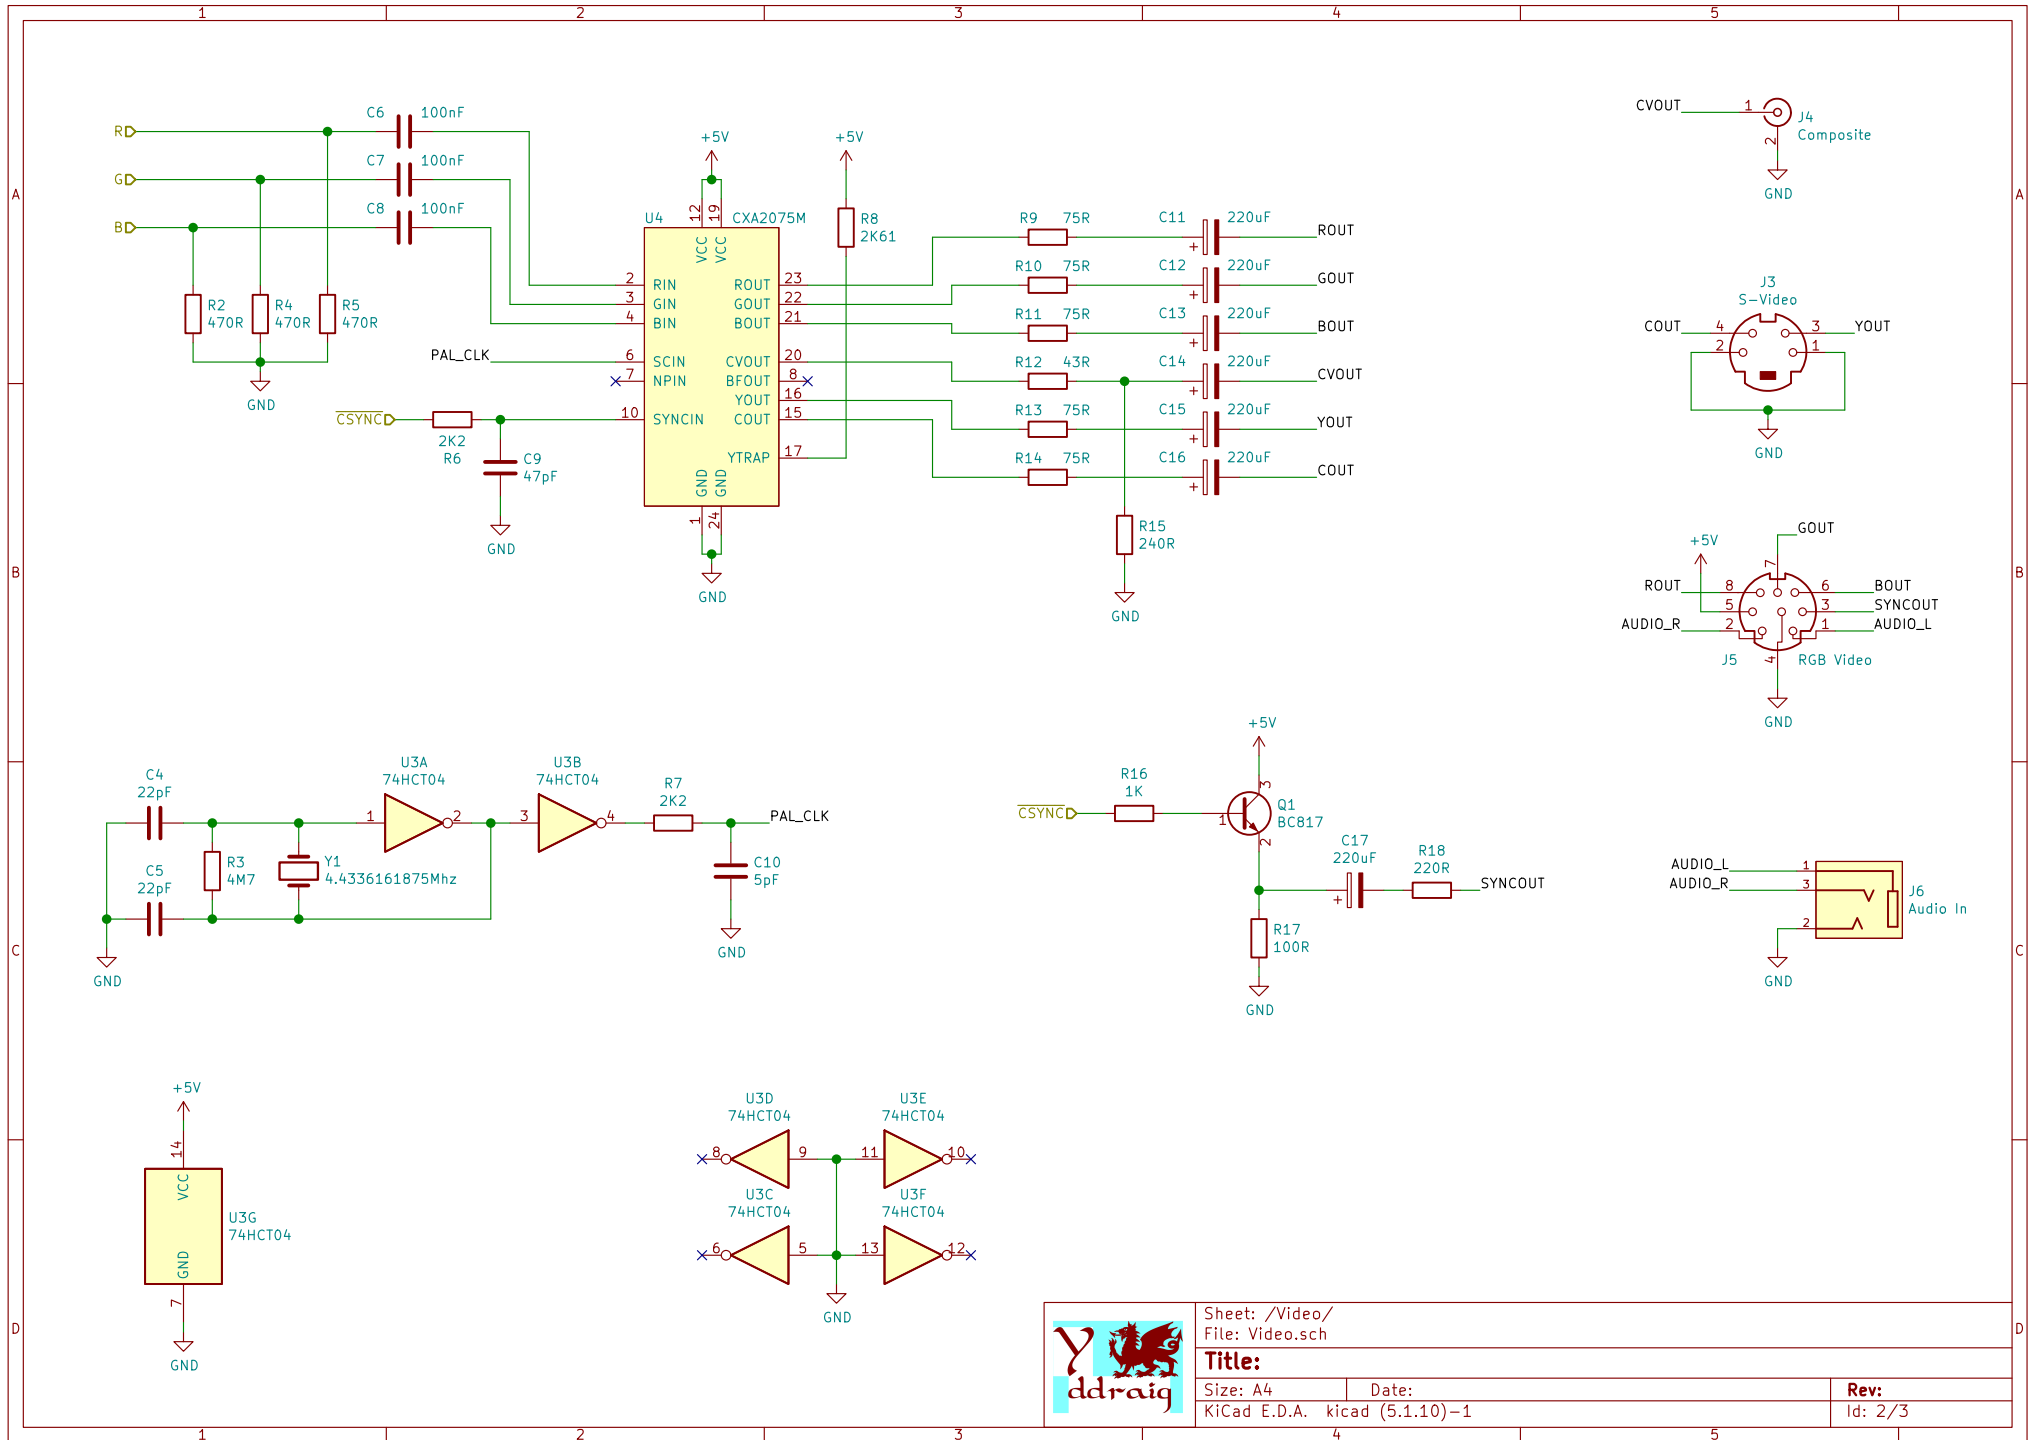 1 2 3 4 5
A A
B B
C C
D D
1 2 3 4 5
R
G
B
C6 100nF
C7 100nF
C8 100nF
R2
470R
R4
470R
R5
470R
GND
PAL_CLK
CSYNC
2K2
R6
C9
47pF
GND
+5V
U4
CXA2075M
12 19
VCC VCC
2 RIN
3 GIN
4 BIN
6 SCIN
7 NPIN
10 SYNCIN
ROUT 23
GOUT 22
BOUT 21
CVOUT 20
BFOUT 8
YOUT 16
COUT 15
YTRAP 17
GND GND
1 24
GND
+5V
R8
2K61
R9 75R C11 220uF
+ ROUT
R10 75R C12 220uF
+ GOUT
R11 75R C13 220uF
+ BOUT
R12 43R C14 220uF
+ CVOUT
R13 75R C15 220uF
+ YOUT
R14 75R C16 220uF
+ COUT
R15
240R
GND
CVOUT 1
2
J4
Composite
GND
J3
S-Video
COUT 4 3 YOUT
2 1
GND
GOUT
+5V
7
ROUT 8 6 BOUT
5 3 SYNCOUT
AUDIO_R 2 1 AUDIO_L
J5 4 RGB Video
GND
C4
22pF
C5
22pF
GND
R3
4M7
Y1
4.4336161875Mhz
U3A
74HCT04
1 2
U3B
74HCT04
3 4
R7
2K2
PAL_CLK
C10
5pF
GND
+5V
R16
1K
CSYNC
1 2 3
Q1
BC817
C17
220uF
+
R18
220R
SYNCOUT
R17
100R
GND
AUDIO_L 1
AUDIO_R 3
2
J6
Audio In
GND
+5V
14
VCC
U3G
74HCT04
GND
7
GND
U3D
74HCT04
8 9
U3E
74HCT04
11 10
U3C
74HCT04
6 5
U3F
74HCT04
13 12
GND
Y
ddraig
Sheet: /Video/
File: Video.sch
Title:
Size: A4 Date: Rev:
KiCad E.D.A. kicad (5.1.10)-1 Id: 2/3